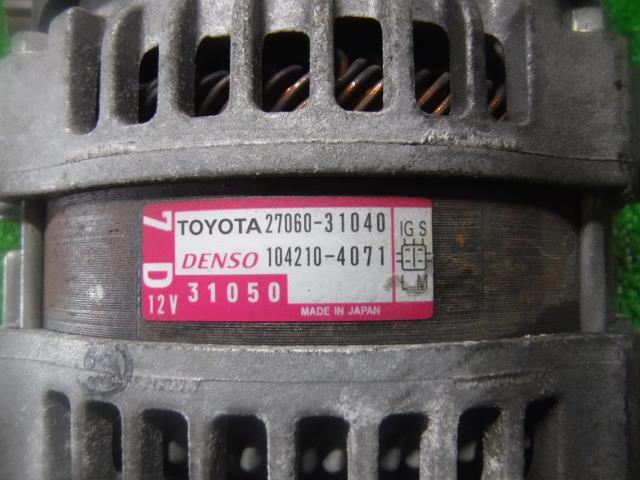 7D
12V
TOYOTA 27060-31040
DENSO 104210-4071
31050
MADE IN JAPAN
IG S
L M